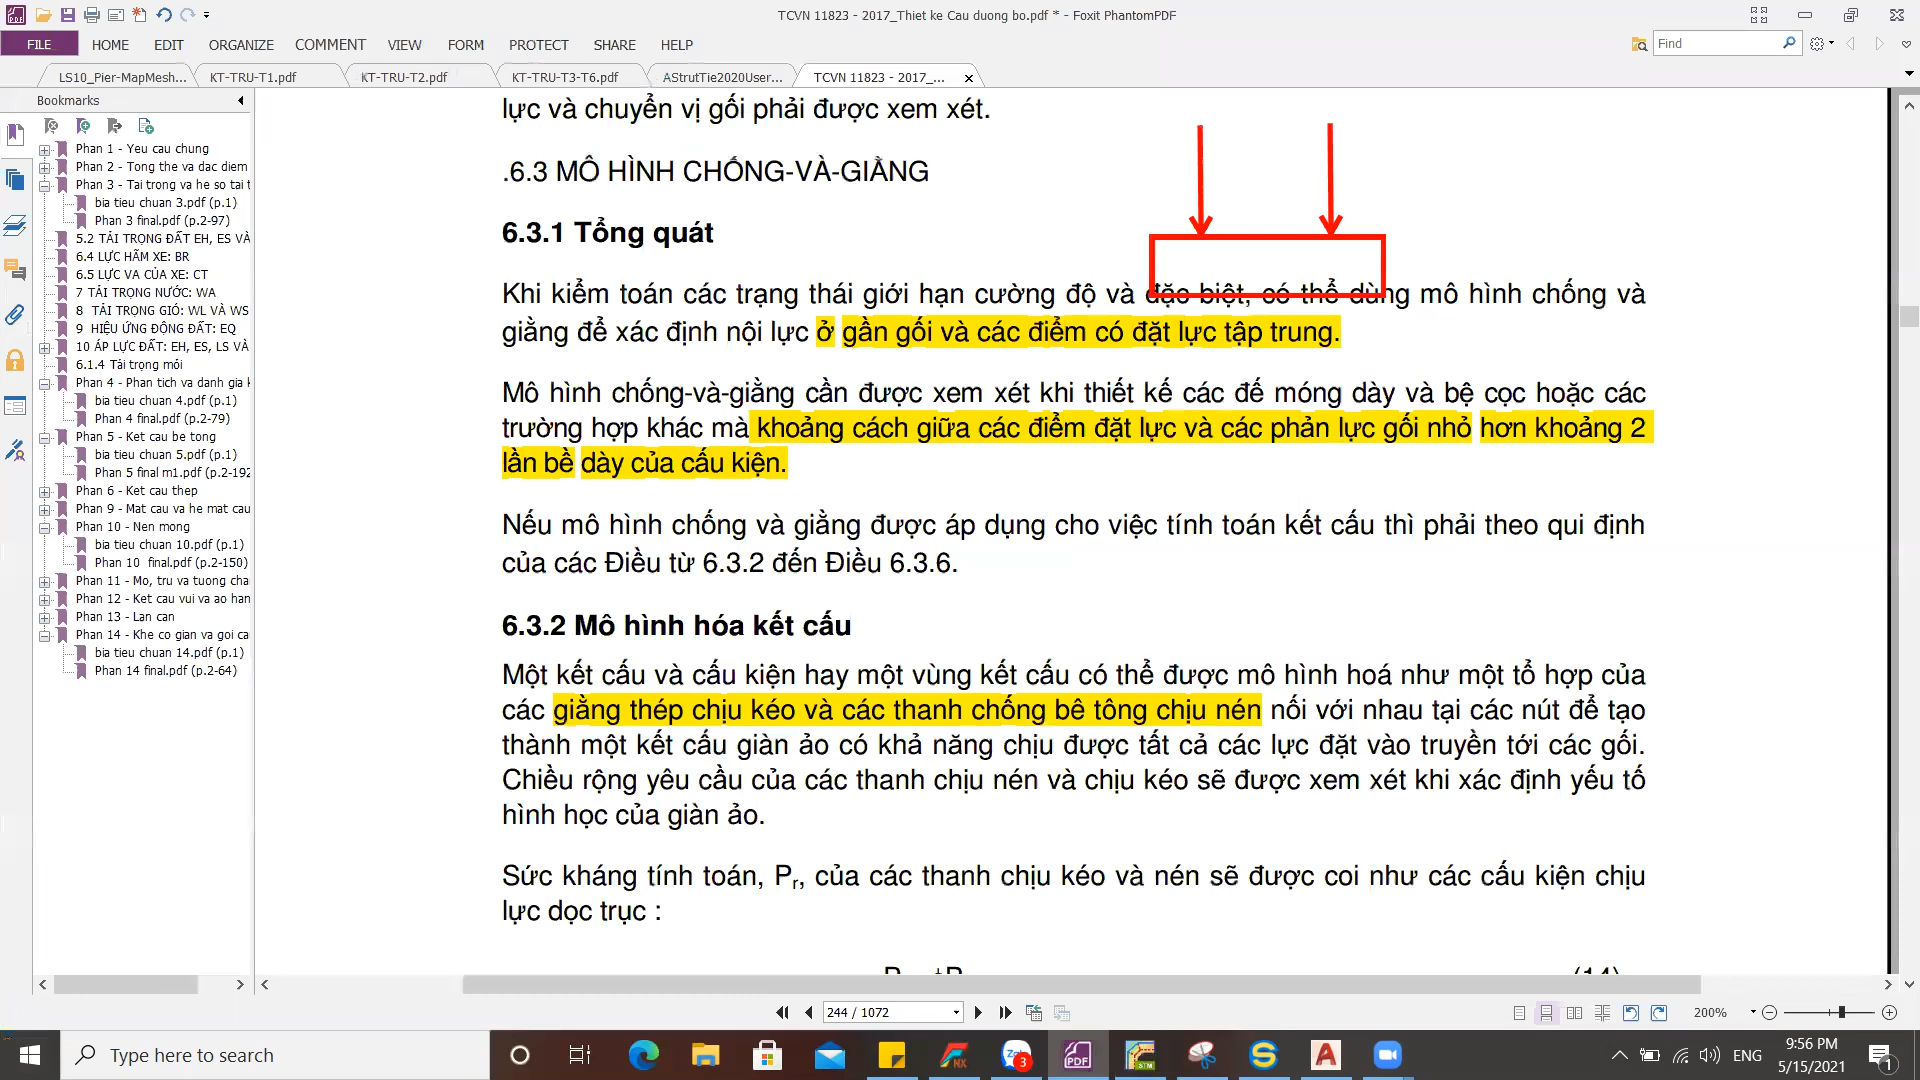 TCVN 11823 - 2017_Thiet ke Cau duong bo.pdf * - Foxit PhantomPDF
FILE HOME EDIT ORGANIZE COMMENT VIEW FORM PROTECT SHARE HELP Find
LS10_Pier-MapMesh... KT-TRU-T1.pdf KT-TRU-T2.pdf KT-TRU-T3-T6.pdf AStrutTie2020User... TCVN 11823 - 2017_...
Bookmarks
Phan 1 - Yeu cau chung
Phan 2 - Tong the va dac diem
Phan 3 - Tai trong va he so tai t
bia tieu chuan 3.pdf (p.1)
Phan 3 final.pdf (p.2-97)
5.2 TẢI TRỌNG ĐẤT EH, ES VÀ
6.4 LỰC HÃM XE: BR
6.5 LỰC VA CỦA XE: CT
7 TẢI TRỌNG NƯỚC: WA
8 TẢI TRỌNG GIÓ: WL VÀ WS
9 HIỆU ỨNG ĐỘNG ĐẤT: EQ
10 ÁP LỰC ĐẤT: EH, ES, LS VÀ
6.1.4 Tải trọng mỏi
Phan 4 - Phan tich va danh gia k
bia tieu chuan 4.pdf (p.1)
Phan 4 final.pdf (p.2-79)
Phan 5 - Ket cau be tong
bia tieu chuan 5.pdf (p.1)
Phan 5 final m1.pdf (p.2-192
Phan 6 - Ket cau thep
Phan 9 - Mat cau va he mat cau
Phan 10 - Nen mong
bia tieu chuan 10.pdf (p.1)
Phan 10 final.pdf (p.2-150)
Phan 11 - Mo, tru va tuong cha
Phan 12 - Ket cau vui va ao han
Phan 13 - Lan can
Phan 14 - Khe co gian va goi ca
bia tieu chuan 14.pdf (p.1)
Phan 14 final.pdf (p.2-64)
lực và chuyển vị gối phải được xem xét.
.6.3 MÔ HÌNH CHỐNG-VÀ-GIẰNG
6.3.1 Tổng quát
Khi kiểm toán các trạng thái giới hạn cường độ và đặc biệt, có thể dùng mô hình chống và
giằng để xác định nội lực ở gần gối và các điểm có đặt lực tập trung.
Mô hình chống-và-giằng cần được xem xét khi thiết kế các đế móng dày và bệ cọc hoặc các
trường hợp khác mà khoảng cách giữa các điểm đặt lực và các phản lực gối nhỏ hơn khoảng 2
lần bề dày của cấu kiện.
Nếu mô hình chống và giằng được áp dụng cho việc tính toán kết cấu thì phải theo qui định
của các Điều từ 6.3.2 đến Điều 6.3.6.
6.3.2 Mô hình hóa kết cấu
Một kết cấu và cấu kiện hay một vùng kết cấu có thể được mô hình hoá như một tổ hợp của
các giằng thép chịu kéo và các thanh chống bê tông chịu nén nối với nhau tại các nút để tạo
thành một kết cấu giàn ảo có khả năng chịu được tất cả các lực đặt vào truyền tới các gối.
Chiều rộng yêu cầu của các thanh chịu nén và chịu kéo sẽ được xem xét khi xác định yếu tố
hình học của giàn ảo.
Sức kháng tính toán, Pr, của các thanh chịu kéo và nén sẽ được coi như các cấu kiện chịu
lực dọc trục :
(14)
244 / 1072 200%
Type here to search
3
ENG
9:56 PM
5/15/2021
1